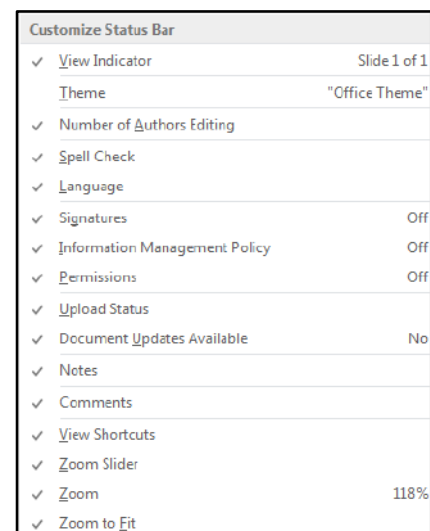 Customize Status Bar
✓ View Indicator Slide 1 of 1
Theme "Office Theme"
✓ Number of Authors Editing
✓ Spell Check
✓ Language
✓ Signatures Off
✓ Information Management Policy Off
✓ Permissions Off
✓ Upload Status
✓ Document Updates Available No
✓ Notes
✓ Comments
✓ View Shortcuts
✓ Zoom Slider
✓ Zoom 118%
✓ Zoom to Fit